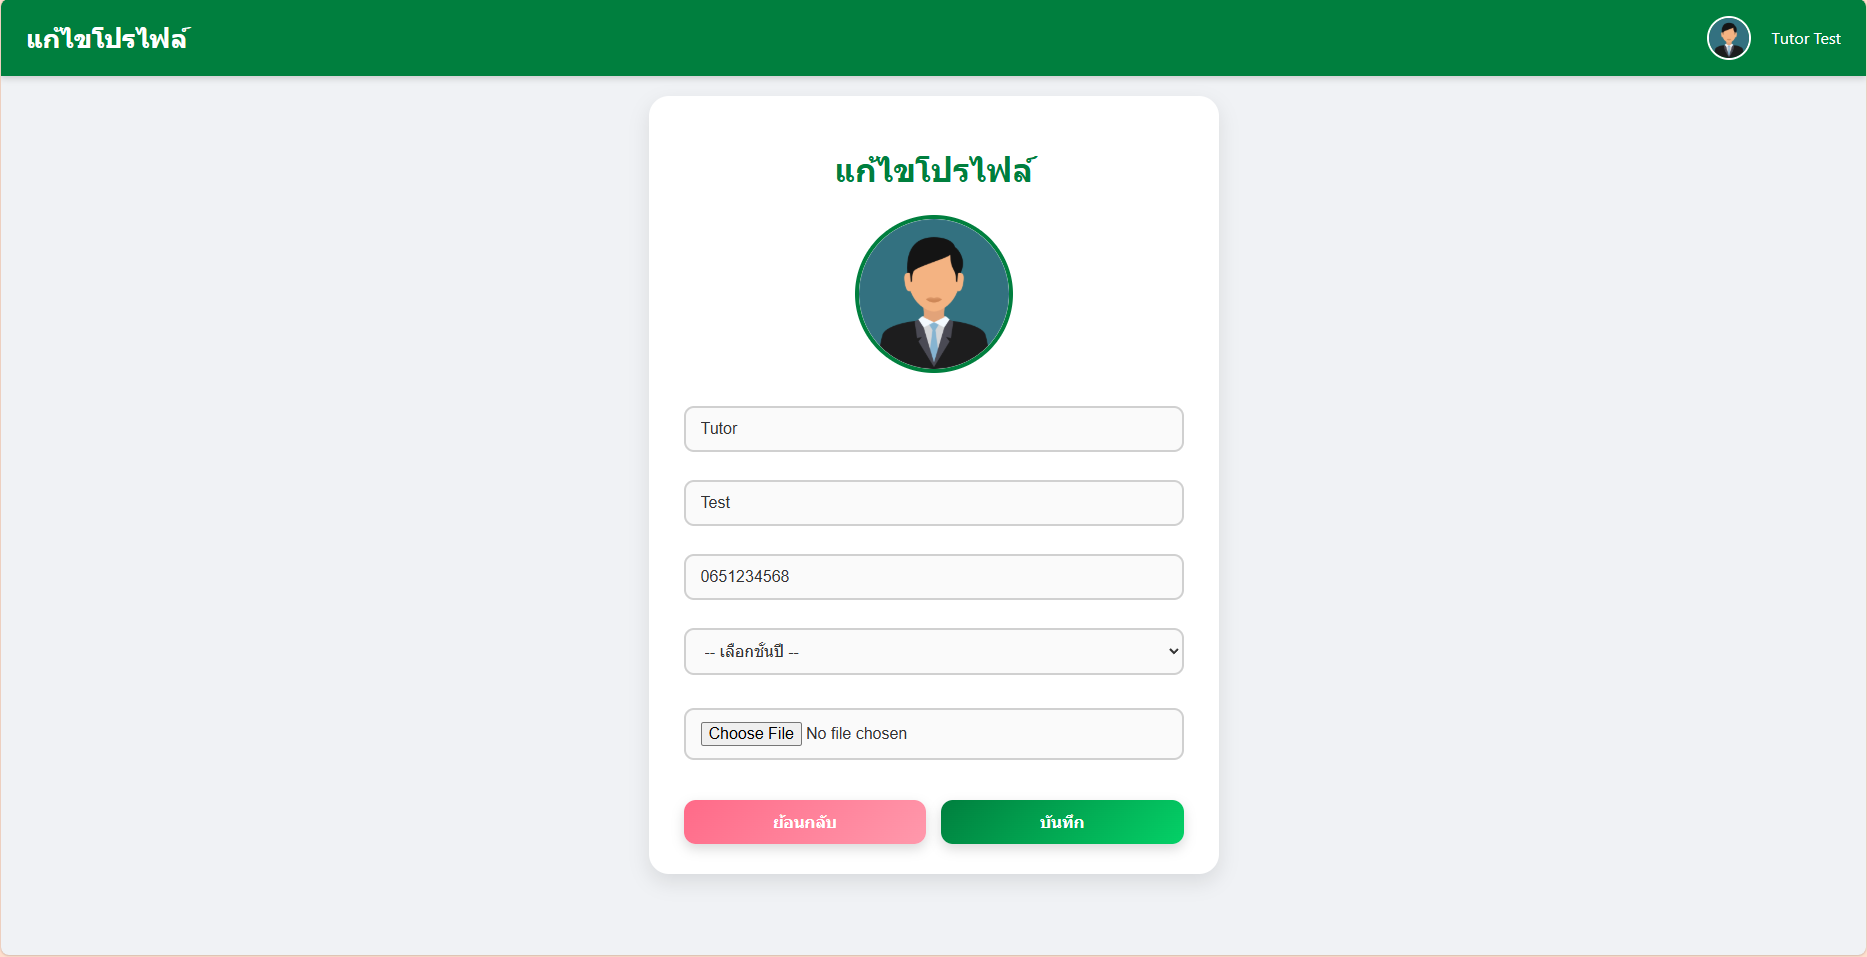 แก้ไขโปรไฟล์
Tutor Test
แก้ไขโปรไฟล์
Tutor
Test
0651234568
-- เลือกชั้นปี --
Choose File No file chosen
ย้อนกลับ
บันทึก